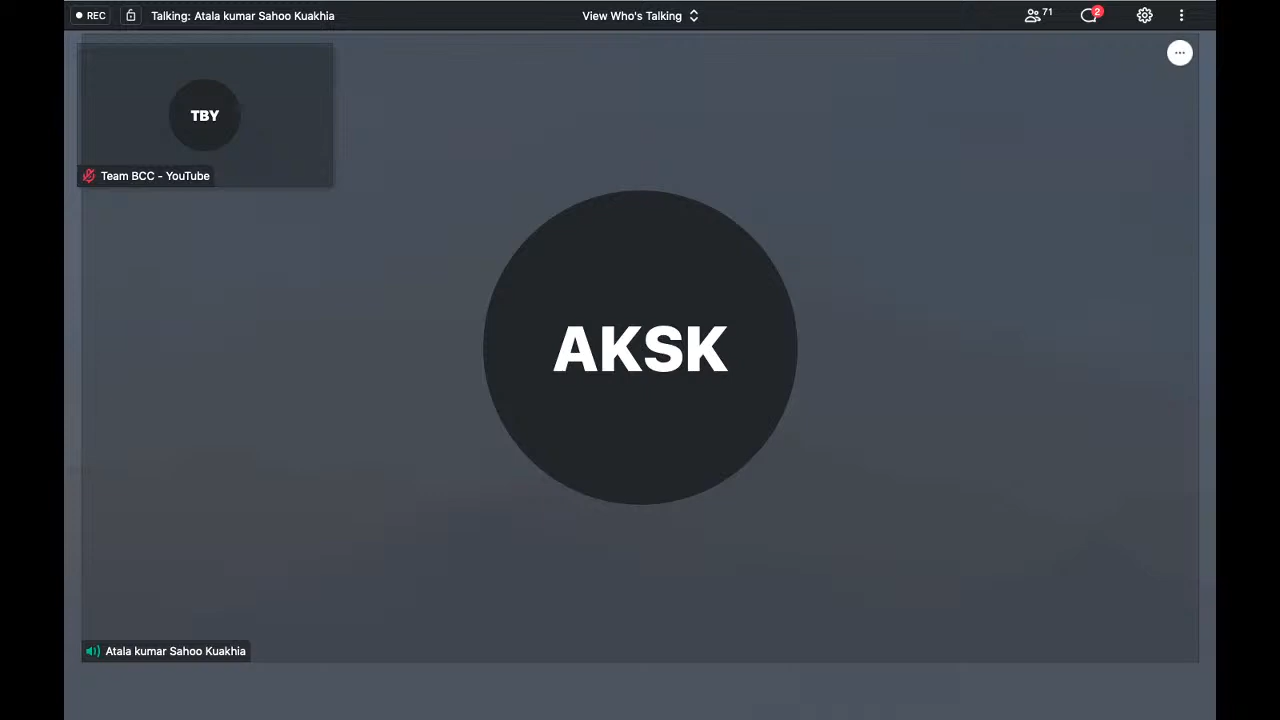 REC
Talking: Atala kumar Sahoo Kuakhia
View Who's Talking
71
2
TBY
Team BCC - YouTube
AKSK
Atala kumar Sahoo Kuakhia